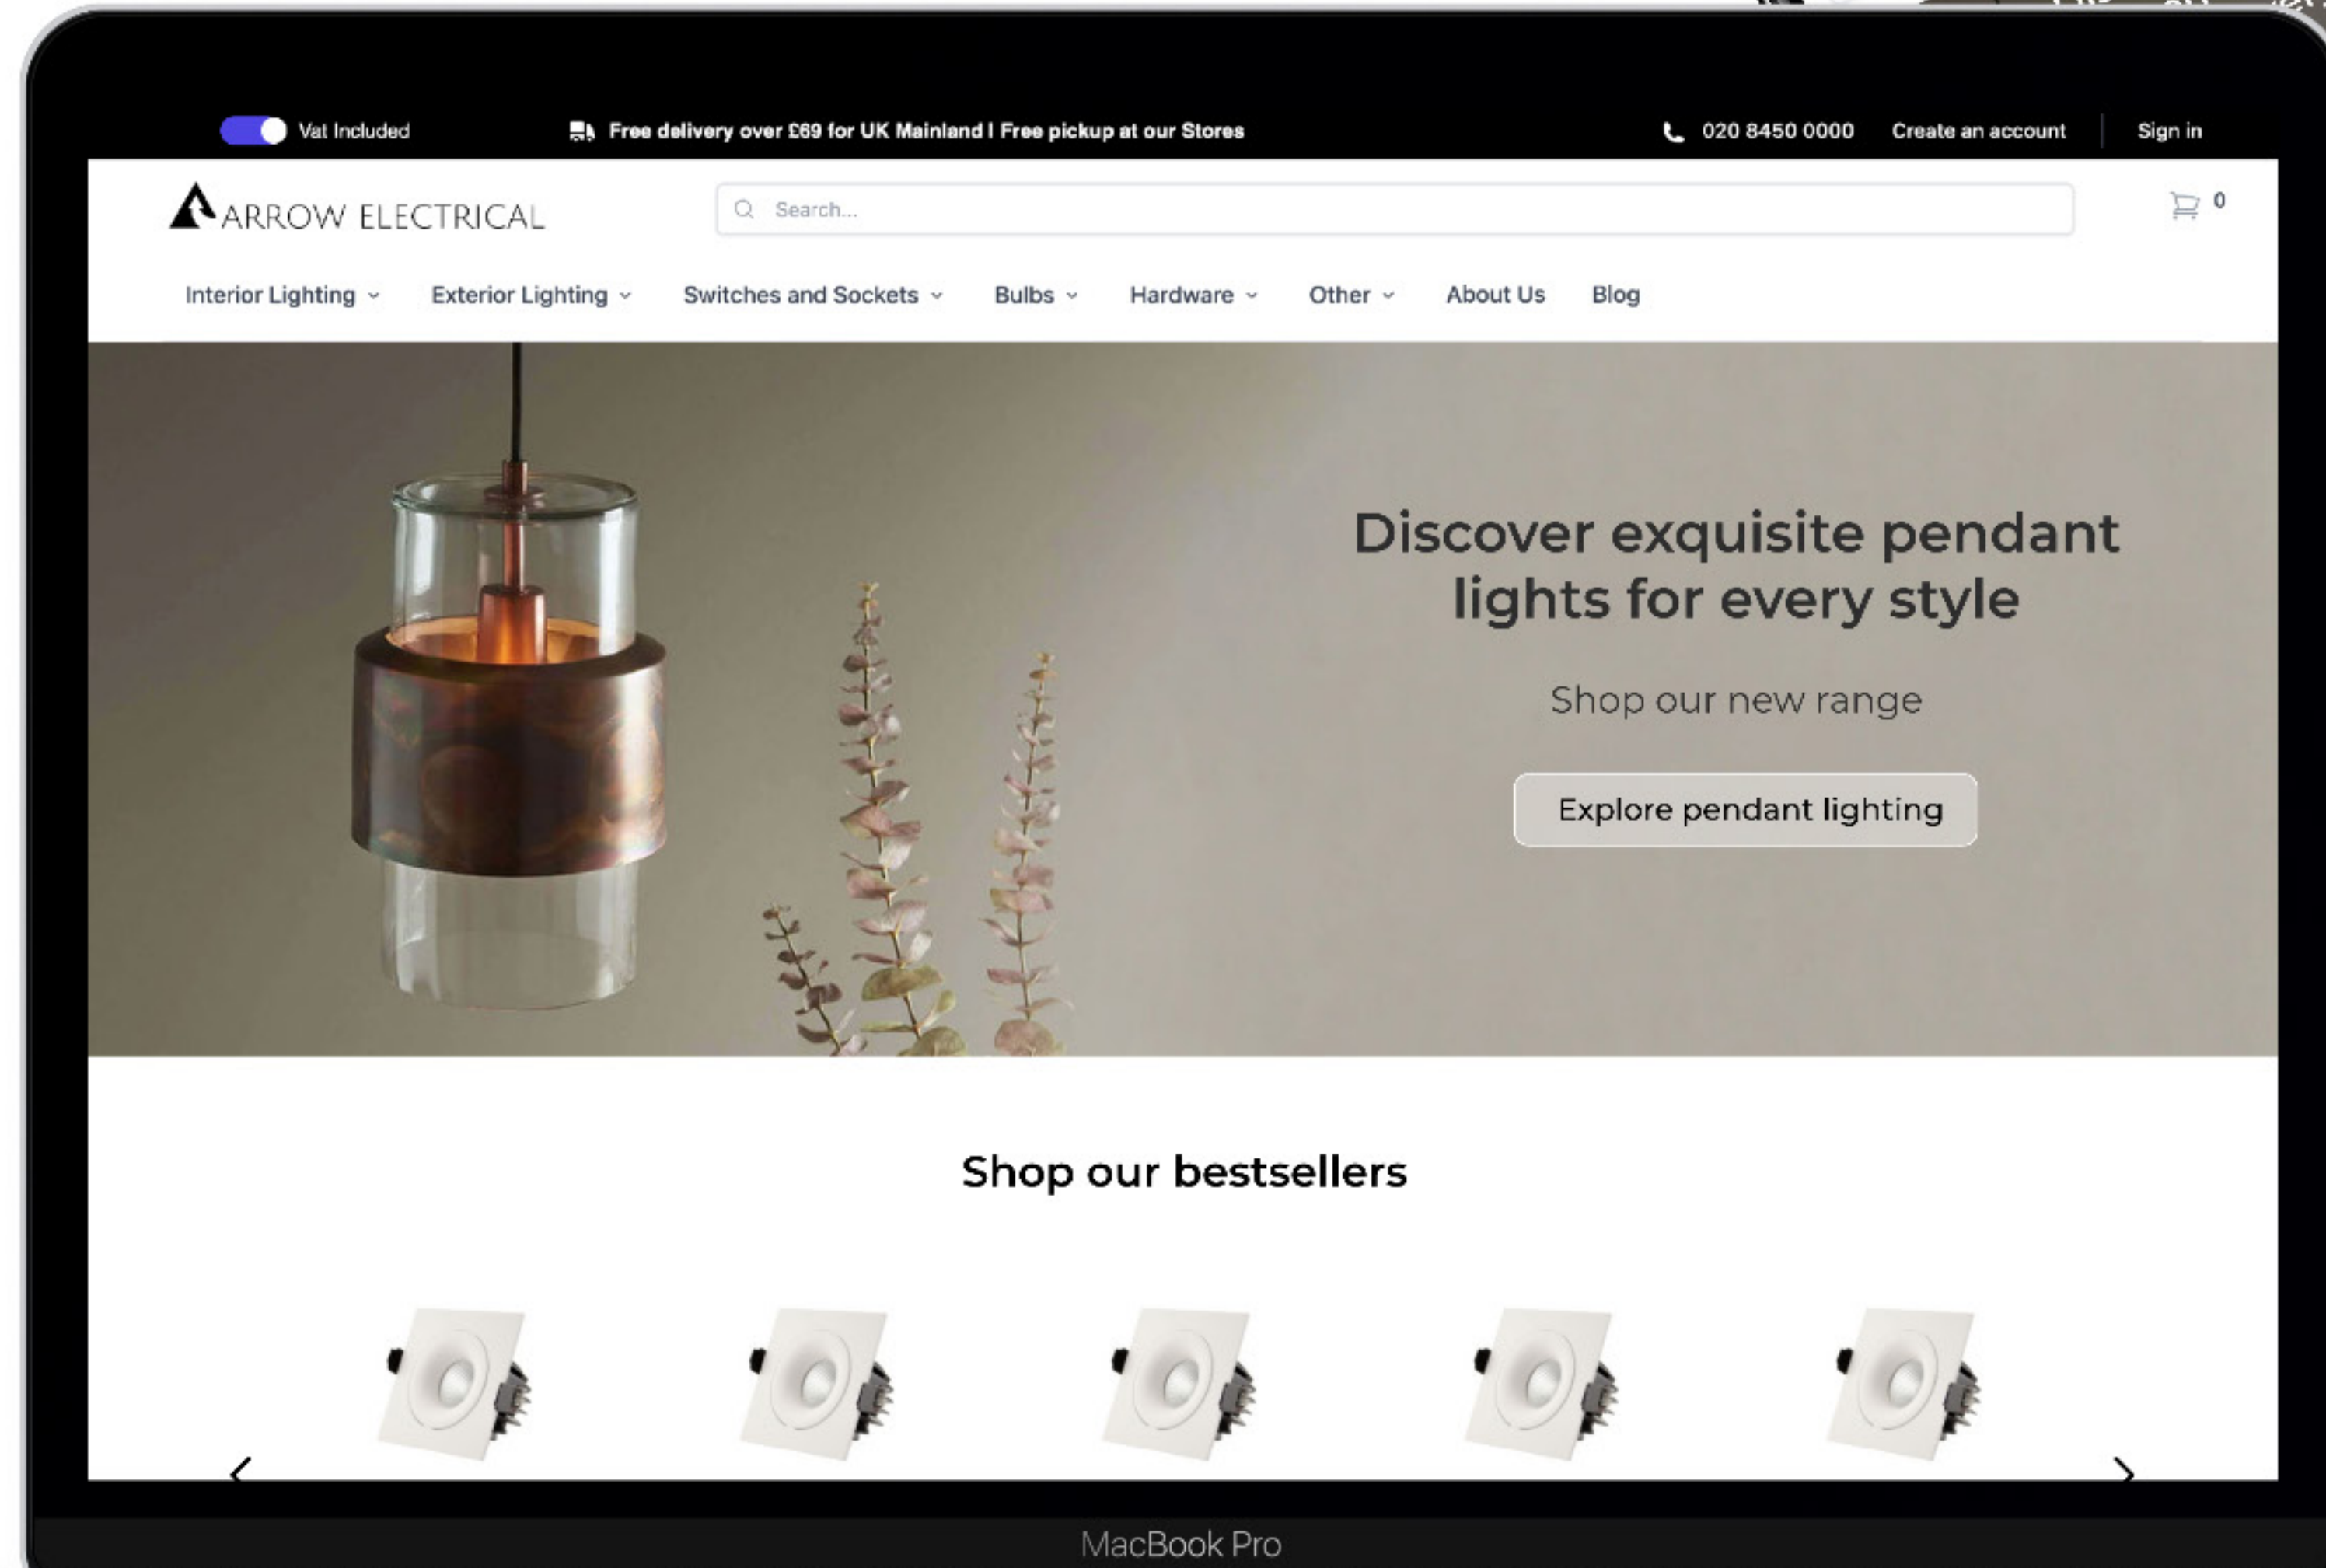 Vat Included
Free delivery over £69 for UK Mainland | Free pickup at our Stores
020 8450 0000
Create an account
Sign in
ARROW ELECTRICAL
Search...
0
Interior Lighting
Exterior Lighting
Switches and Sockets
Bulbs
Hardware
Other
About Us
Blog
Discover exquisite pendant
lights for every style
Shop our new range
Explore pendant lighting
Shop our bestsellers
MacBook Pro